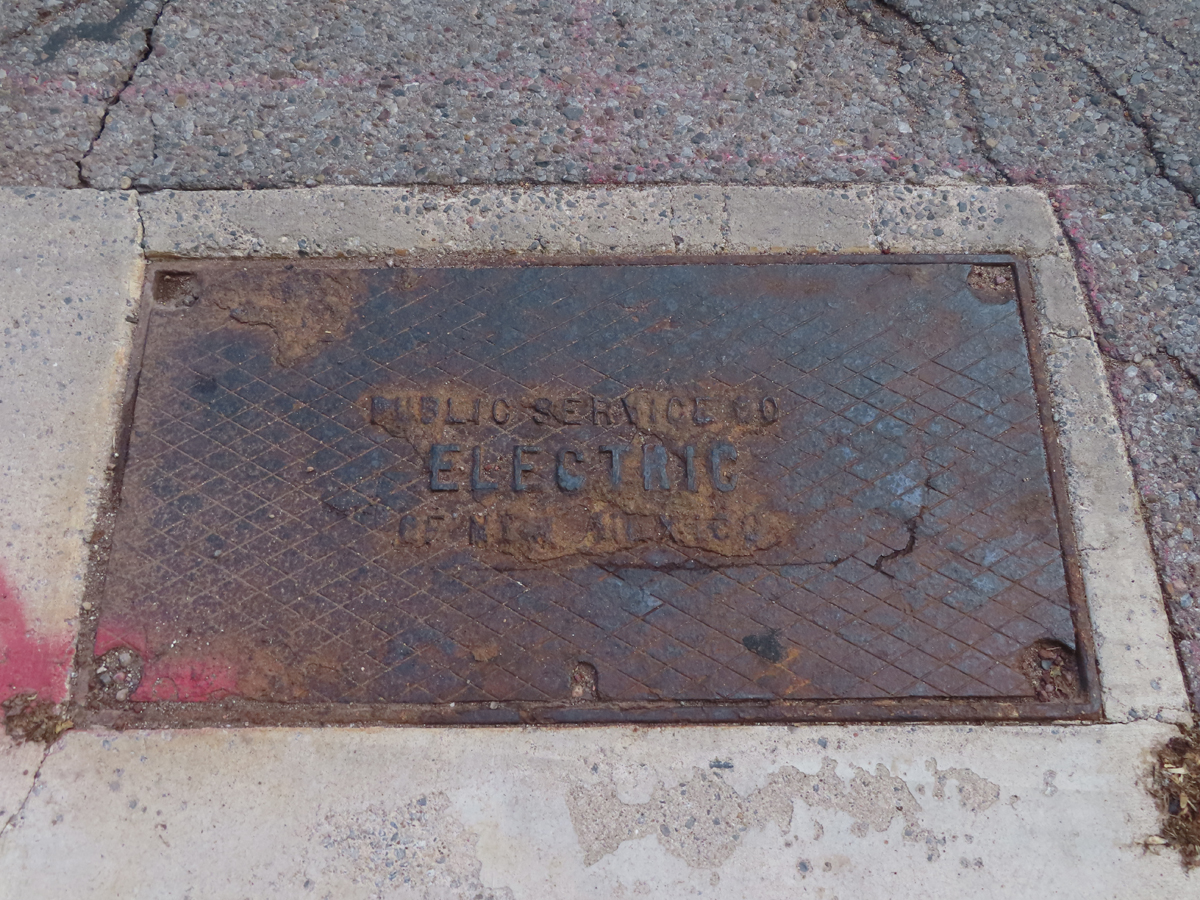 PUBLIC SERVICE CO
ELECTRIC
OF NEW MEXICO